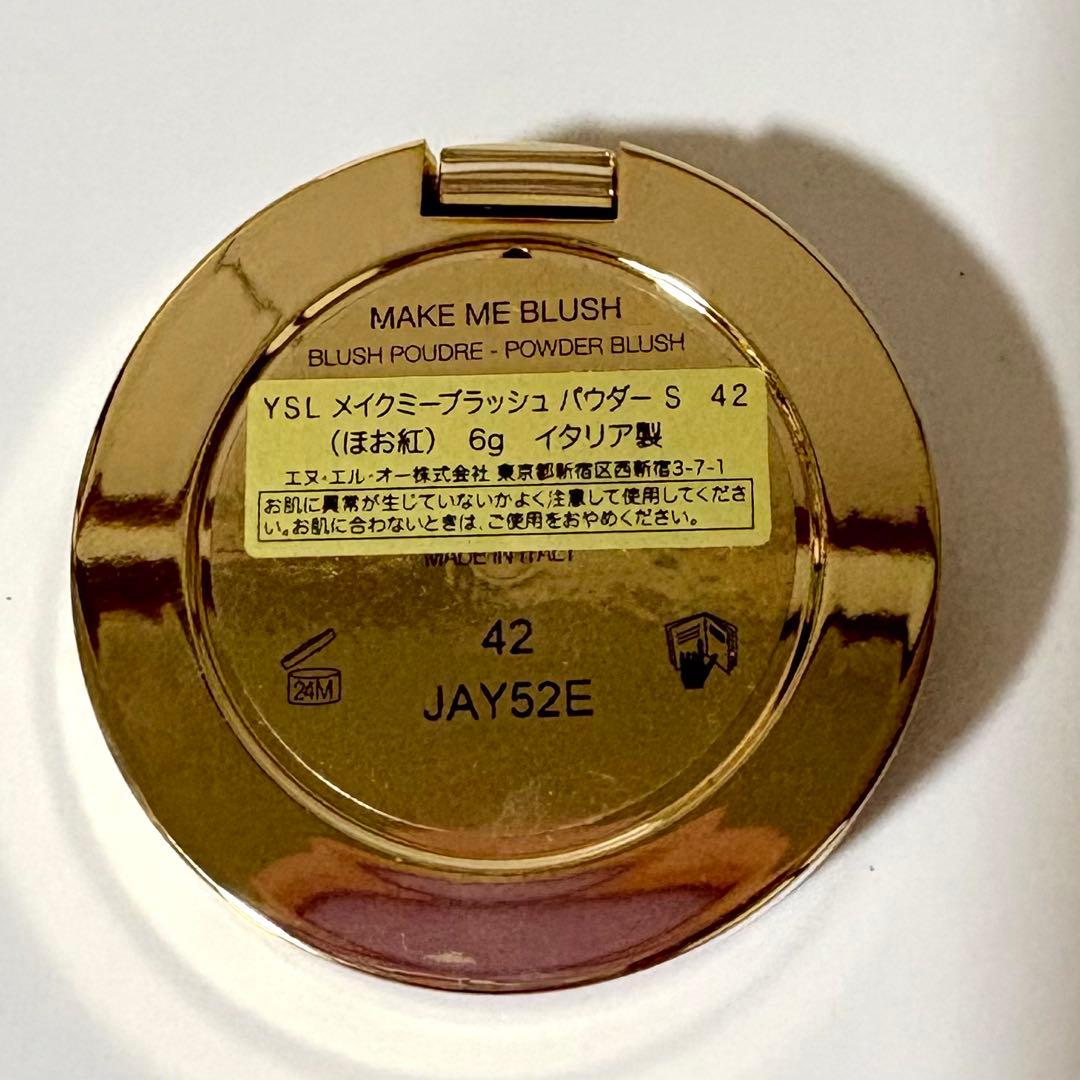 MAKE ME BLUSH
BLUSH POUDRE - POWDER BLUSH
YSL メイクミーブラッシュ パウダー S 42
(ほお紅) 6g イタリア製
エヌ・エル・オー株式会社 東京都新宿区西新宿3-7-1
お肌に異常が生じていないかよく注意して使用してくださ
い。お肌に合わないときは、ご使用をおやめください。
MADE IN ITALY
42
24M
JAY52E